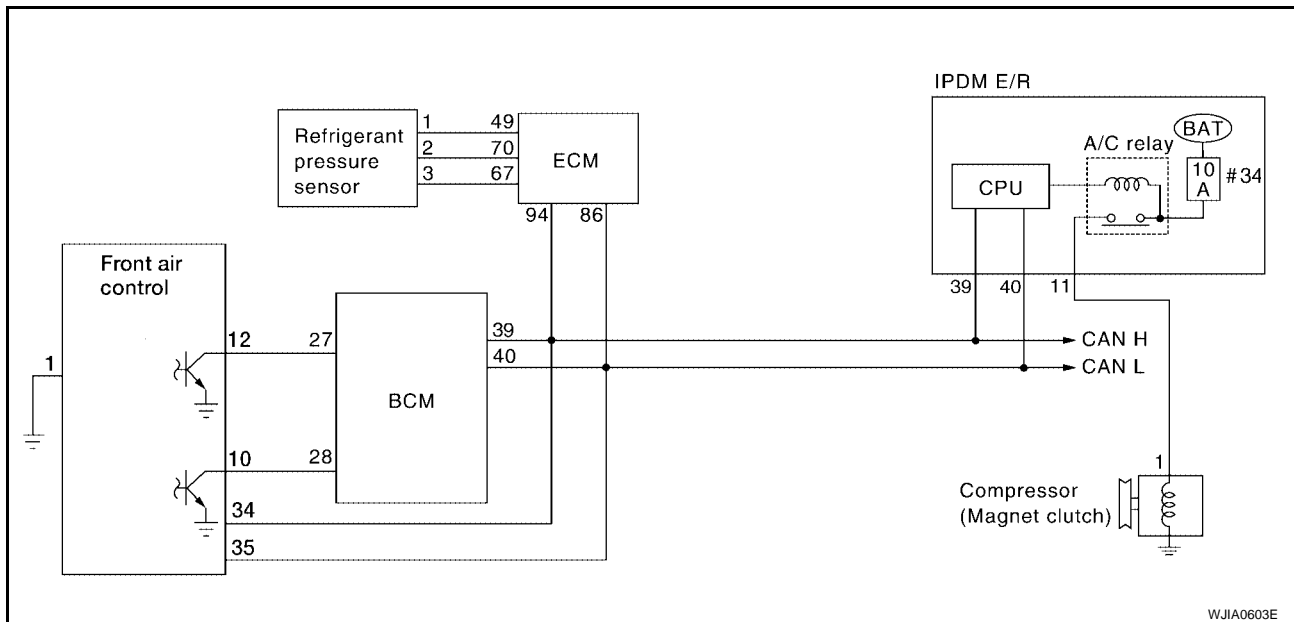 IPDM E/R
BAT
A/C relay
10
A
#34
CPU
39
40
11
Refrigerant
pressure
sensor
1
49
2
70
3
67
ECM
94
86
Front air
control
1
12
27
10
28
34
35
BCM
39
40
CAN H
CAN L
1
Compressor
(Magnet clutch)
WJIA0603E